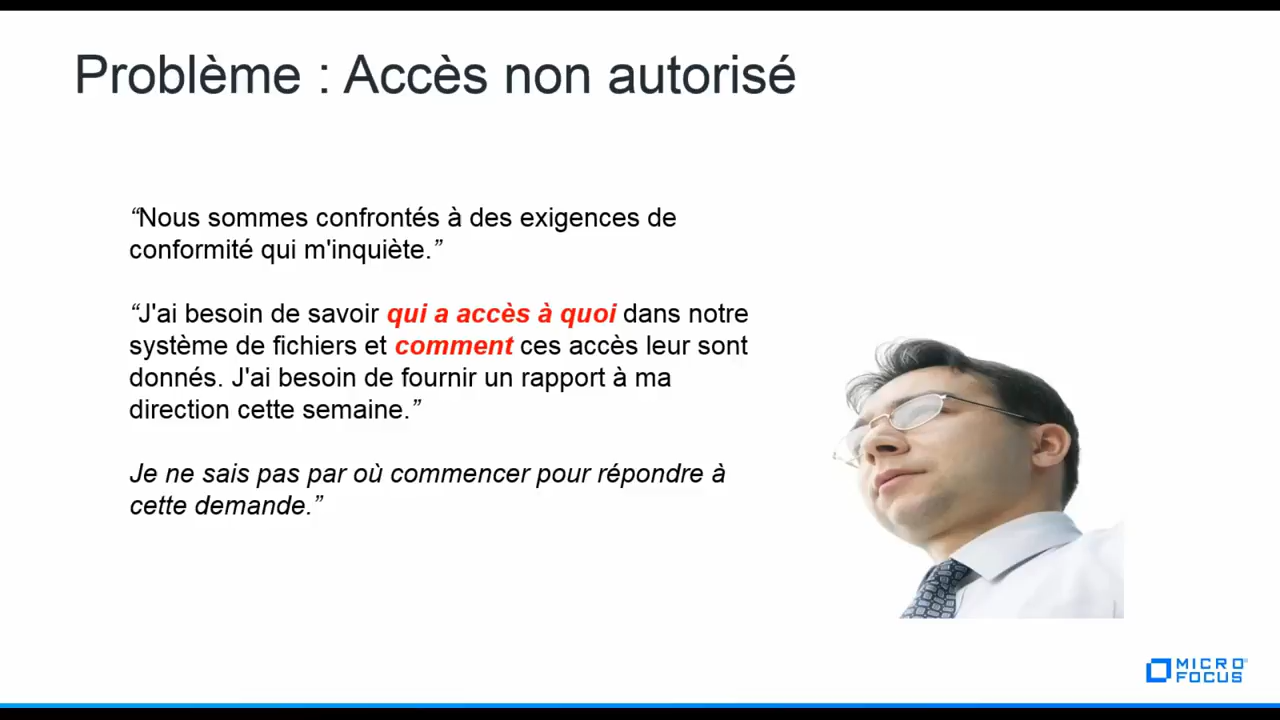 Problème : Accès non autorisé
“Nous sommes confrontés à des exigences de
conformité qui m'inquiète.”
“J'ai besoin de savoir qui a accès à quoi dans notre
système de fichiers et comment ces accès leur sont
donnés. J'ai besoin de fournir un rapport à ma
direction cette semaine.”
Je ne sais pas par où commencer pour répondre à
cette demande.”
MICRO
FOCUS